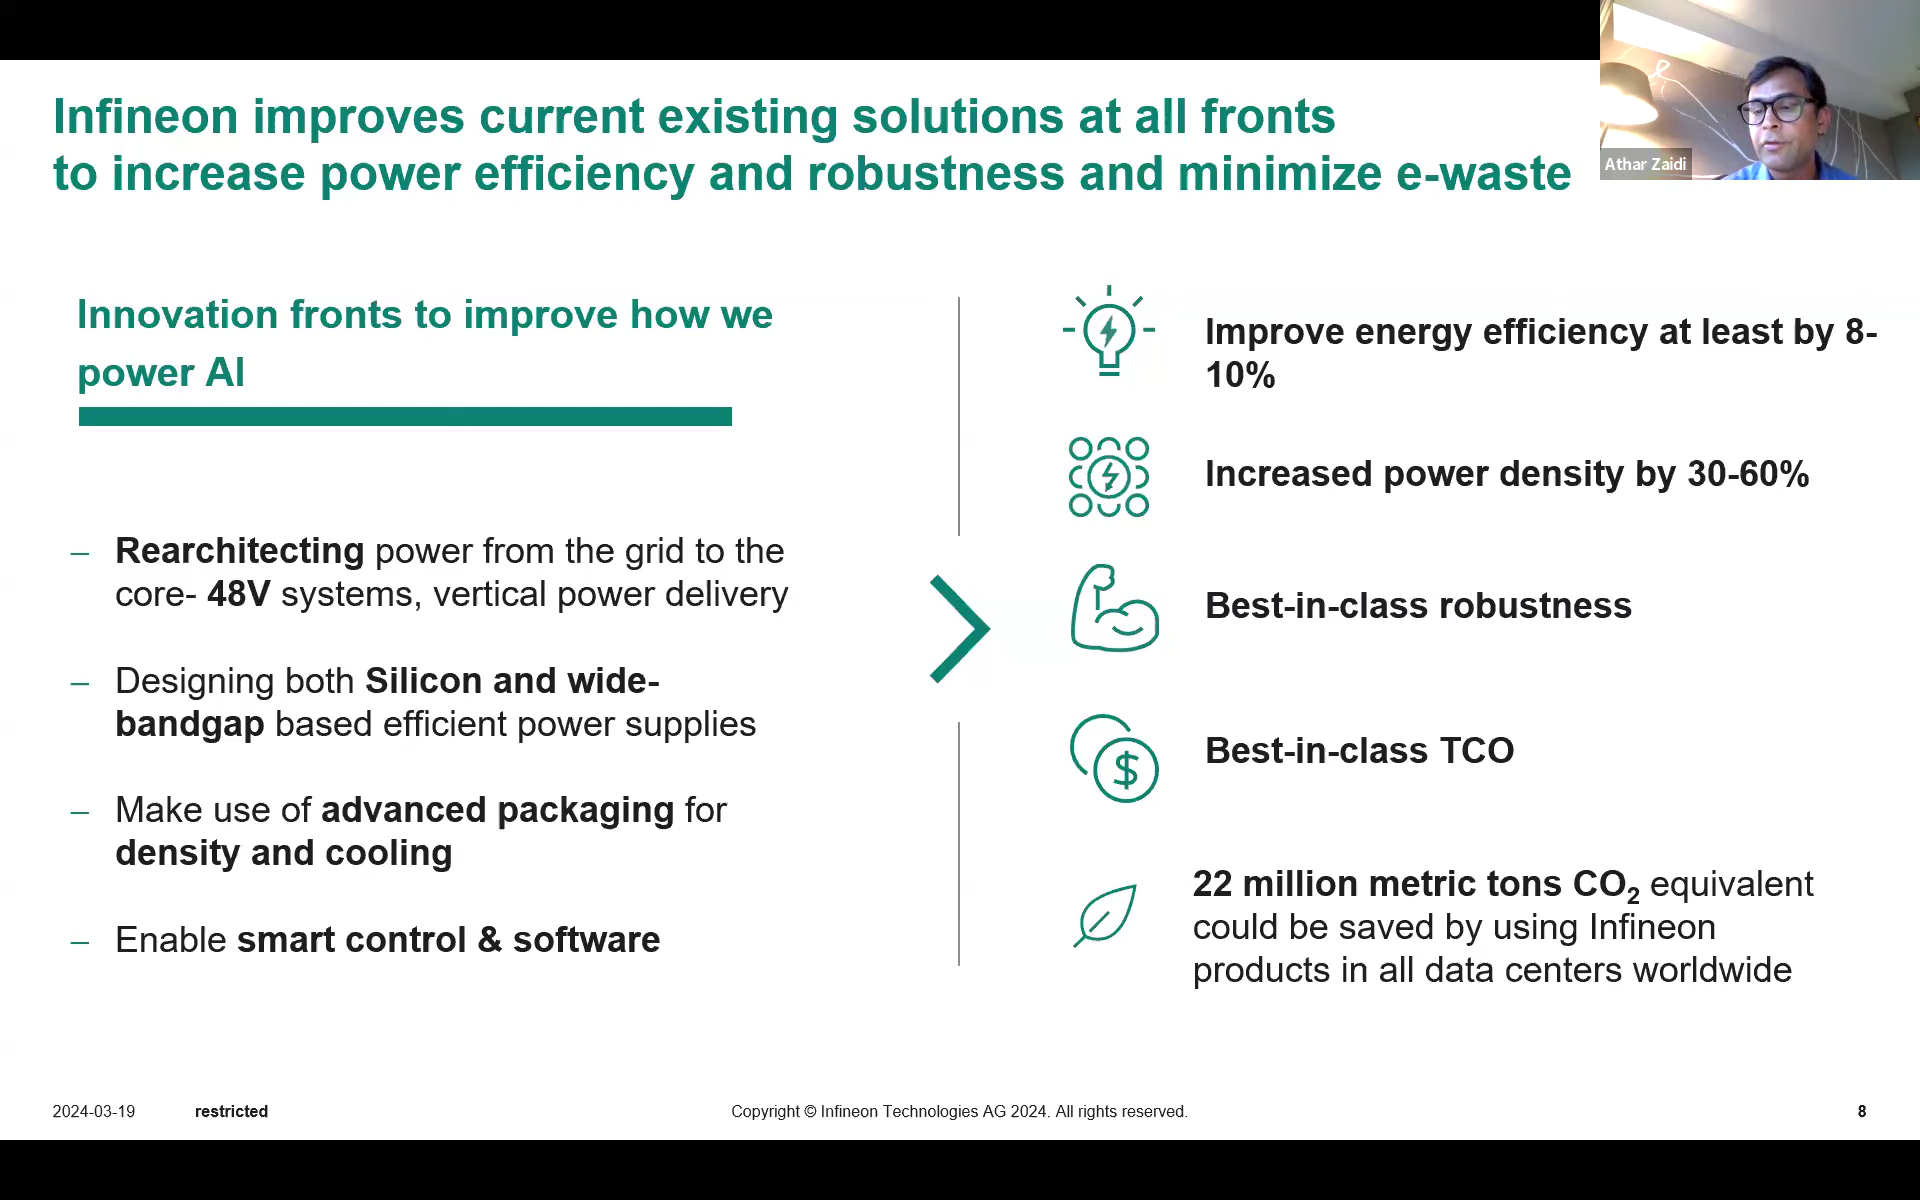 Infineon improves current existing solutions at all fronts
to increase power efficiency and robustness and minimize e-waste
Athar Zaidi
Innovation fronts to improve how we
power AI
– Rearchitecting power from the grid to the
core- 48V systems, vertical power delivery
– Designing both Silicon and wide-
bandgap based efficient power supplies
– Make use of advanced packaging for
density and cooling
– Enable smart control & software
Improve energy efficiency at least by 8-
10%
Increased power density by 30-60%
Best-in-class robustness
$
Best-in-class TCO
22 million metric tons CO₂ equivalent
could be saved by using Infineon
products in all data centers worldwide
2024-03-19 restricted Copyright © Infineon Technologies AG 2024. All rights reserved. 8